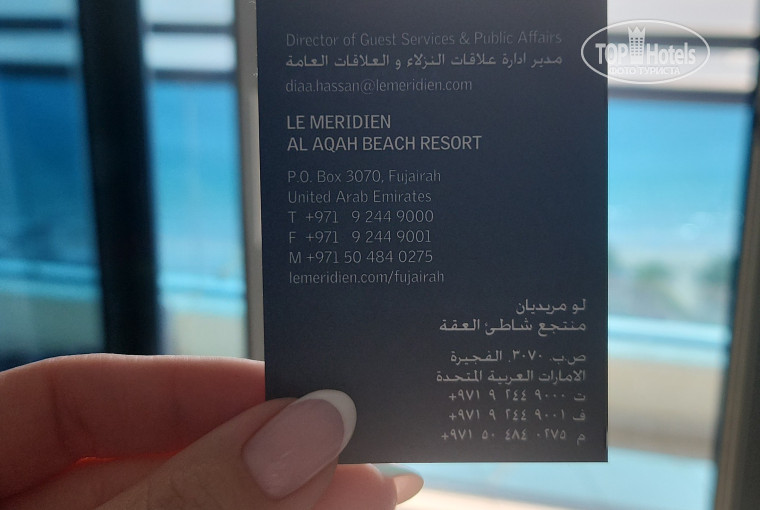 Director of Guest Services & Public Affairs
مدير ادارة علاقات النزلاء و العلاقات العامة
diaa.hassan@lemeridien.com
LE MERIDIEN
AL AQAH BEACH RESORT
P.O. Box 3070, Fujairah
United Arab Emirates
T +971 9 244 9000
F +971 9 244 9001
M +971 50 484 0275
lemeridien.com/fujairah
لو مريديان
منتجع شاطئ العقة
ص.ب. ٣٠٧٠. الفجيرة
الامارات العربية المتحدة
ت ٩٠٠٠ ٢٤٤ ٩ ٩٧١+
ف ٩٠٠١ ٢٤٤ ٩ ٩٧١+
م ٠٢٧٥ ٤٨٤ ٥٠ ٩٧١+
TOP Hotels
ФОТО ТУРИСТА